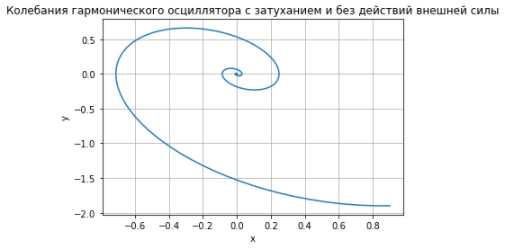 Колебания гармонического осциллятора с затуханием и без действий внешней силы
0.5
0.0
−0.5
−1.0
−1.5
−2.0
y
−0.6 −0.4 −0.2 0.0 0.2 0.4 0.6 0.8
x